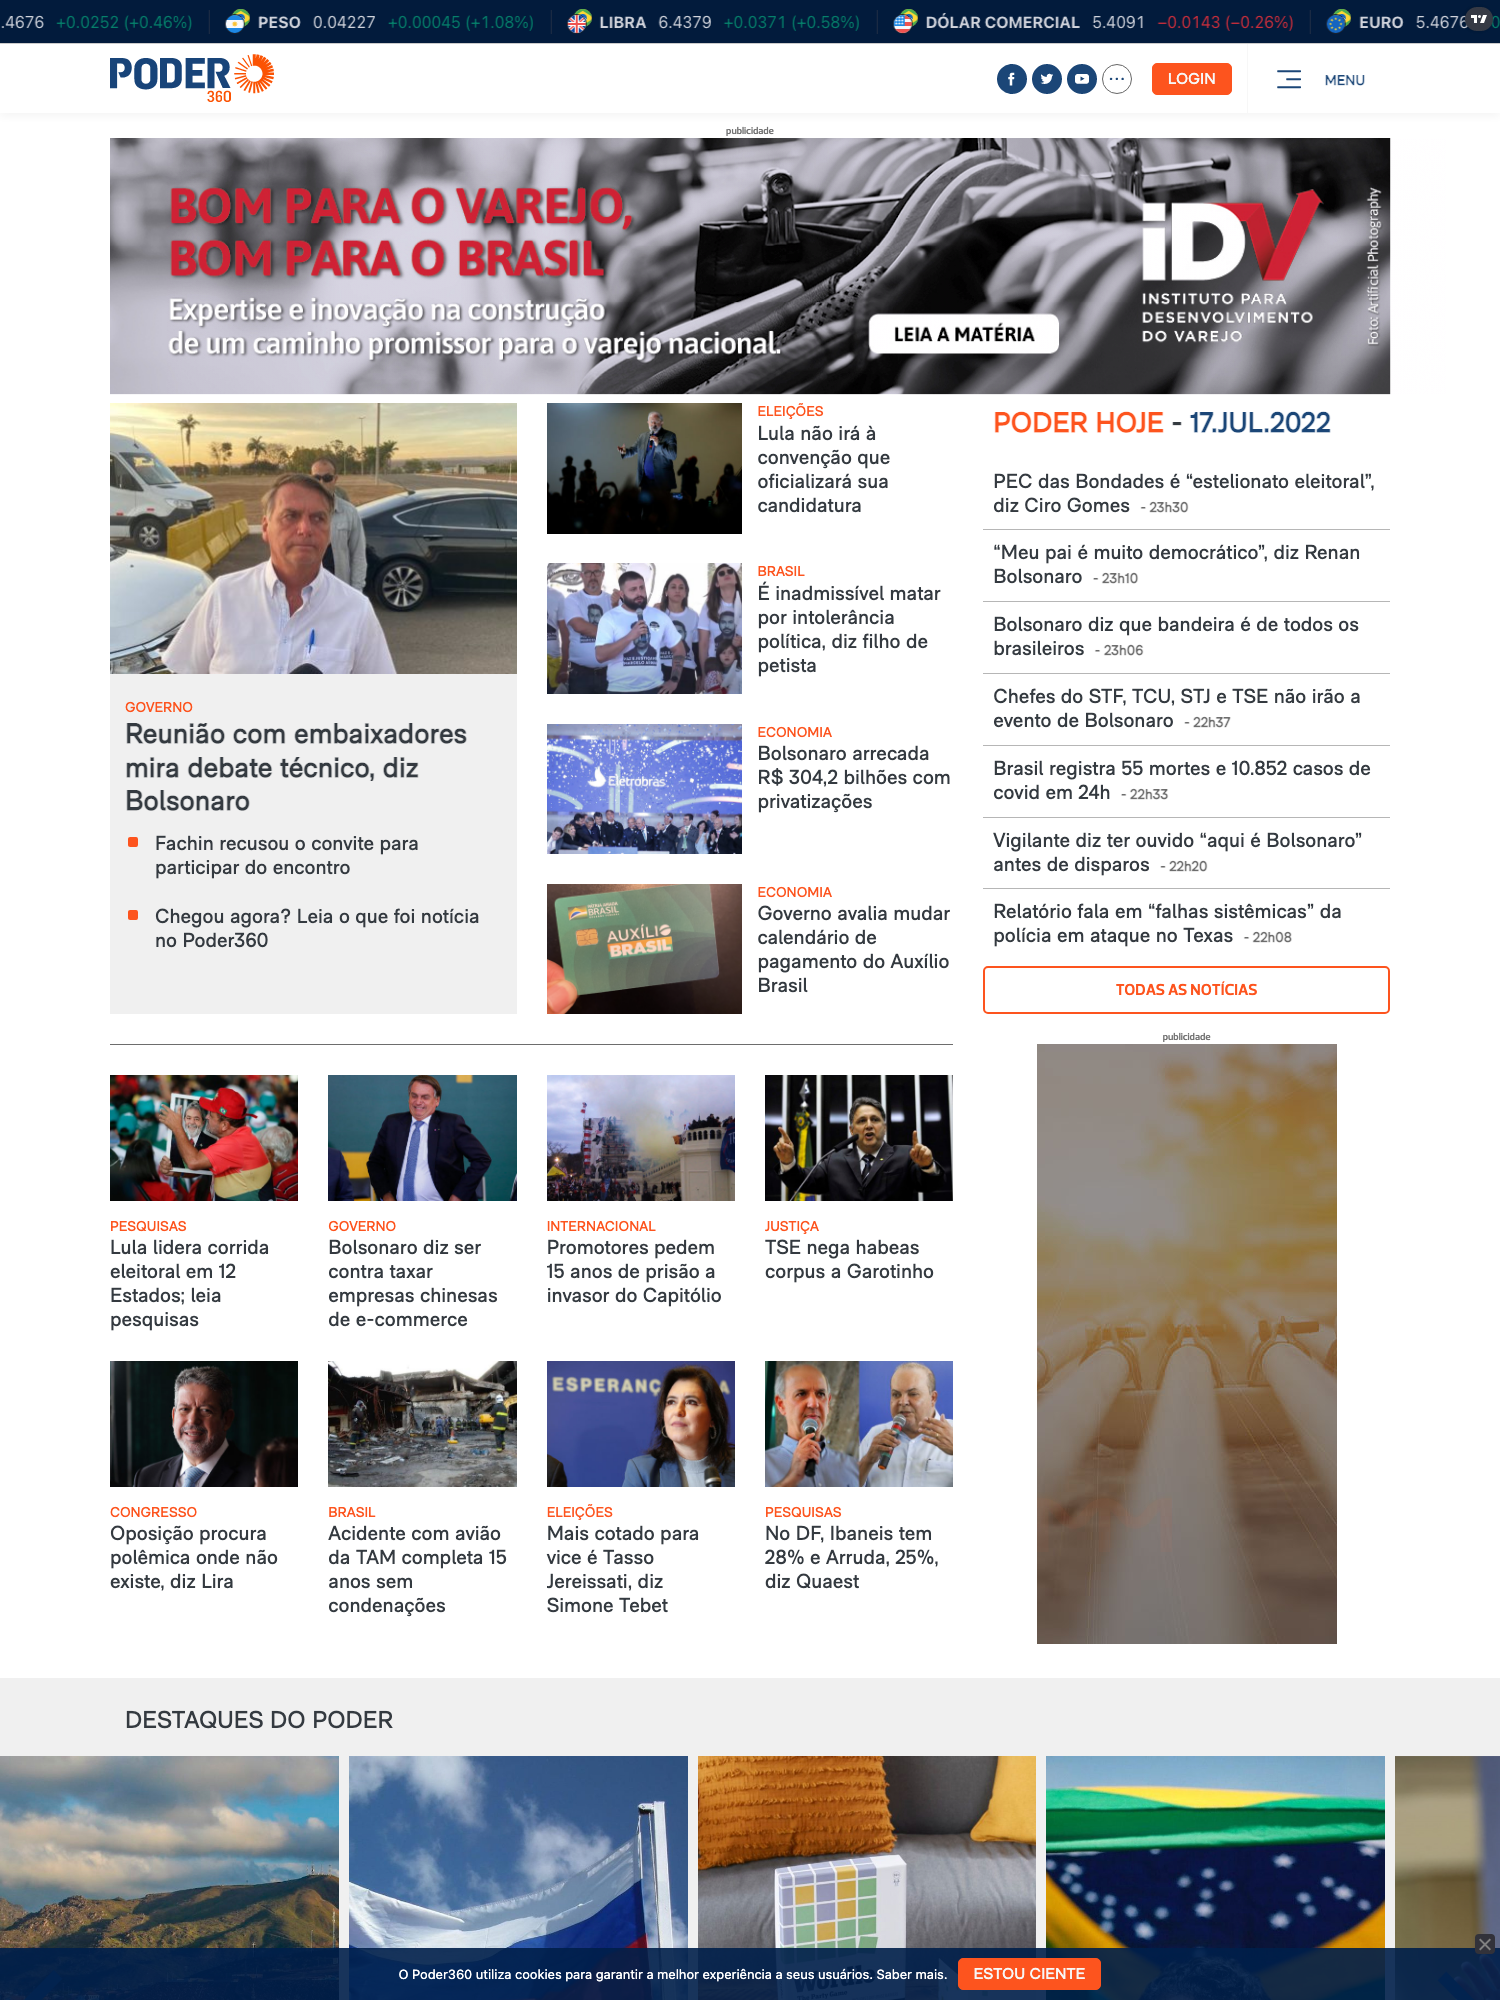 .4676 +0.0252 (+0.46%) PESO 0.04227 +0.00045 (+1.08%) LIBRA 6.4379 +0.0371 (+0.58%) DÓLAR COMERCIAL 5.4091 −0.0143 (−0.26%) EURO 5.4676
PODER
360
LOGIN
MENU
publicidade
BOM PARA O VAREJO,
BOM PARA O BRASIL
Expertise e inovação na construção
de um caminho promissor para o varejo nacional.
LEIA A MATÉRIA
iDV
INSTITUTO PARA
DESENVOLVIMENTO
DO VAREJO
Foto: Artificial Photography
GOVERNO
Reunião com embaixadores
mira debate técnico, diz
Bolsonaro
Fachin recusou o convite para
participar do encontro
Chegou agora? Leia o que foi notícia
no Poder360
ELEIÇÕES
Lula não irá à
convenção que
oficializará sua
candidatura
BRASIL
É inadmissível matar
por intolerância
política, diz filho de
petista
Eletrobras
ECONOMIA
Bolsonaro arrecada
R$ 304,2 bilhões com
privatizações
BRASIL
AUXÍLIO
BRASIL
ECONOMIA
Governo avalia mudar
calendário de
pagamento do Auxílio
Brasil
PODER HOJE - 17.JUL.2022
PEC das Bondades é “estelionato eleitoral”,
diz Ciro Gomes - 23h30
“Meu pai é muito democrático”, diz Renan
Bolsonaro - 23h10
Bolsonaro diz que bandeira é de todos os
brasileiros - 23h06
Chefes do STF, TCU, STJ e TSE não irão a
evento de Bolsonaro - 22h37
Brasil registra 55 mortes e 10.852 casos de
covid em 24h - 22h33
Vigilante diz ter ouvido “aqui é Bolsonaro”
antes de disparos - 22h20
Relatório fala em “falhas sistêmicas” da
polícia em ataque no Texas - 22h08
TODAS AS NOTÍCIAS
publicidade
PESQUISAS
Lula lidera corrida
eleitoral em 12
Estados; leia
pesquisas
GOVERNO
Bolsonaro diz ser
contra taxar
empresas chinesas
de e-commerce
INTERNACIONAL
Promotores pedem
15 anos de prisão a
invasor do Capitólio
JUSTIÇA
TSE nega habeas
corpus a Garotinho
CONGRESSO
Oposição procura
polêmica onde não
existe, diz Lira
BRASIL
Acidente com avião
da TAM completa 15
anos sem
condenações
ESPERANÇ A
ELEIÇÕES
Mais cotado para
vice é Tasso
Jereissati, diz
Simone Tebet
PESQUISAS
No DF, Ibaneis tem
28% e Arruda, 25%,
diz Quaest
DESTAQUES DO PODER
O Poder360 utiliza cookies para garantir a melhor experiência a seus usuários. Saber mais.
ESTOU CIENTE